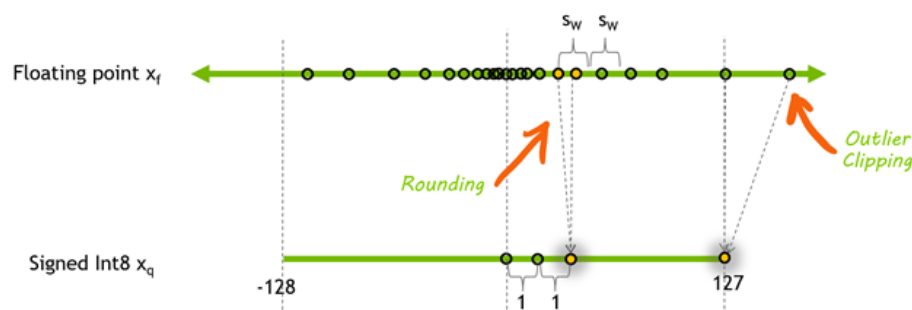 s_w s_w
Floating point x_f
Outlier
Clipping
Rounding
Signed Int8 x_q
-128
127
1 1